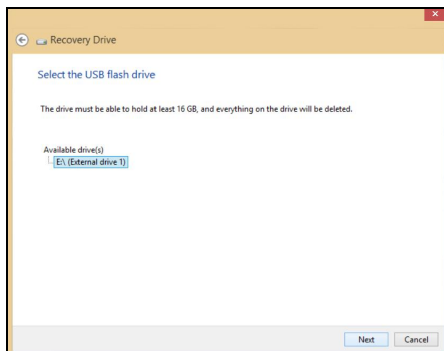 Recovery Drive
Select the USB flash drive
The drive must be able to hold at least 16 GB, and everything on the drive will be deleted.
Available drive(s)
E:\ (External drive 1)
Next Cancel